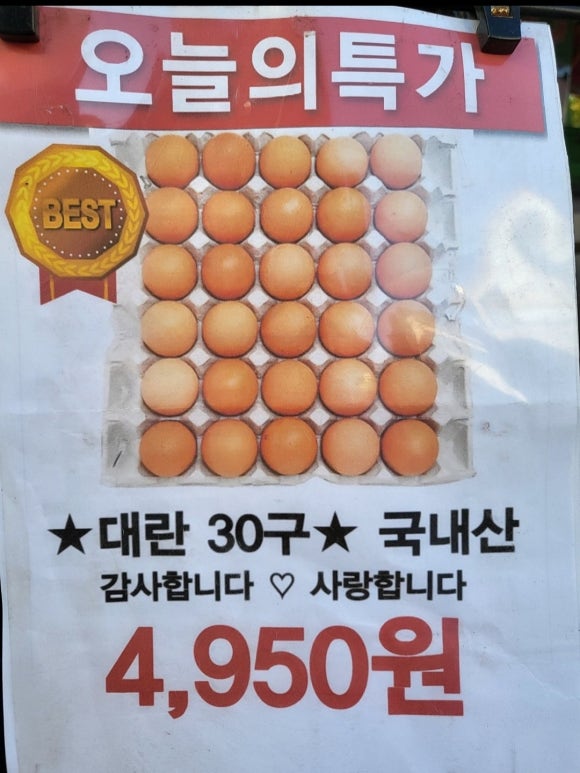 오늘의특가
BEST
★대란 30구★ 국내산
감사합니다 ♡ 사랑합니다
4,950원